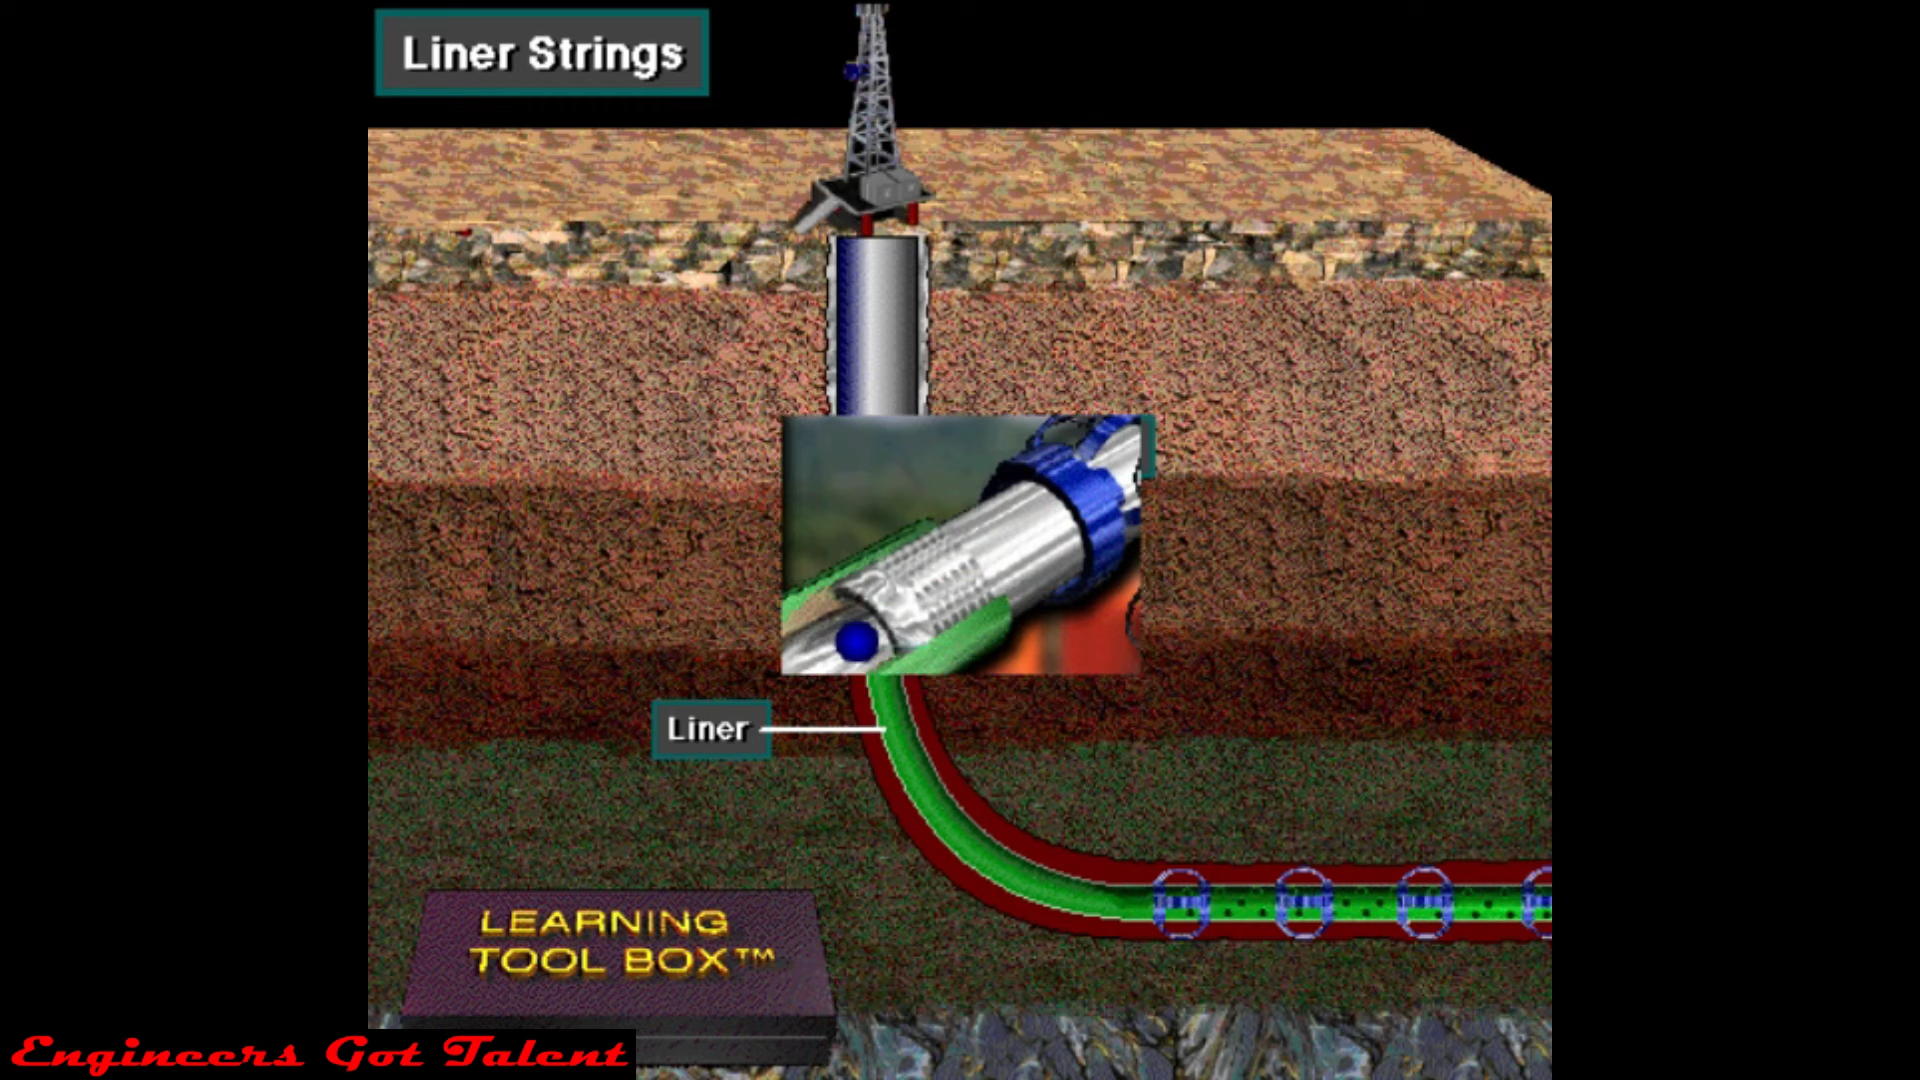 Liner Strings
Liner
LEARNING
TOOL BOX™
Engineers Got Talent